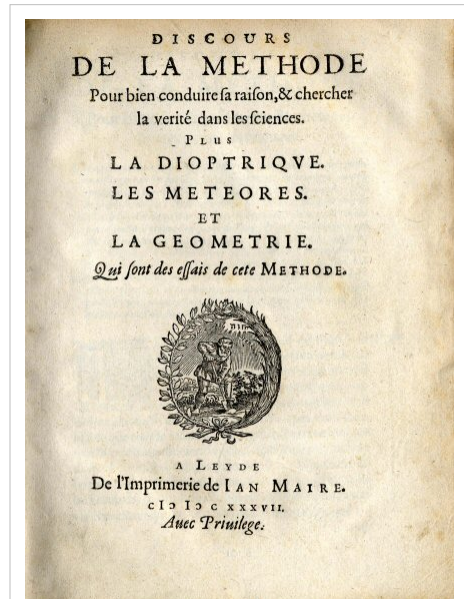 DISCOURS
DE LA METHODE
Pour bien conduire ſa raiſon, & chercher
la verité dans les ſciences.
PLUS
LA DIOPTRIQVE.
LES METEORES.
ET
LA GEOMETRIE.
Qui ſont des eſſais de cete METHODE.
A LEYDE
De l'Imprimerie de IAN MAIRE.
cIↄ Iↄ c xxxvii.
Auec Priuilege.